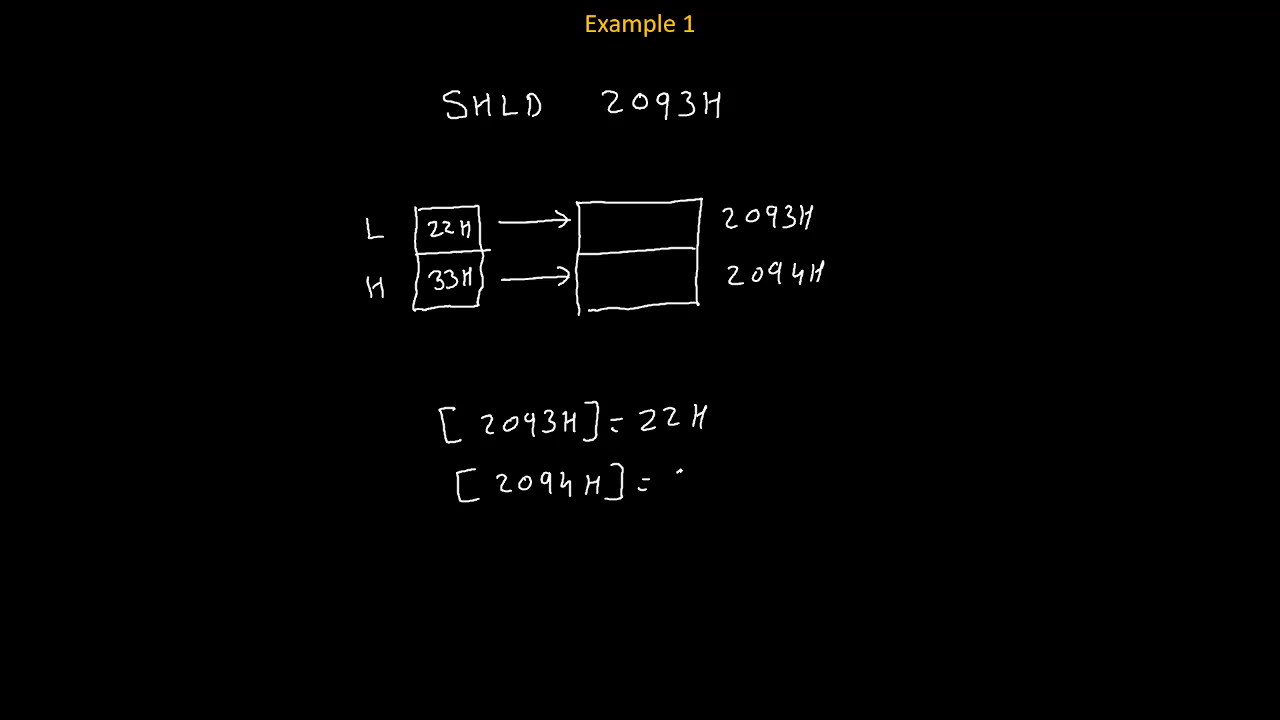 Example 1
SHLD 2093H
L 22H → 2093H
H 33H → 2094H
[2093H] = 22H
[2094H] =